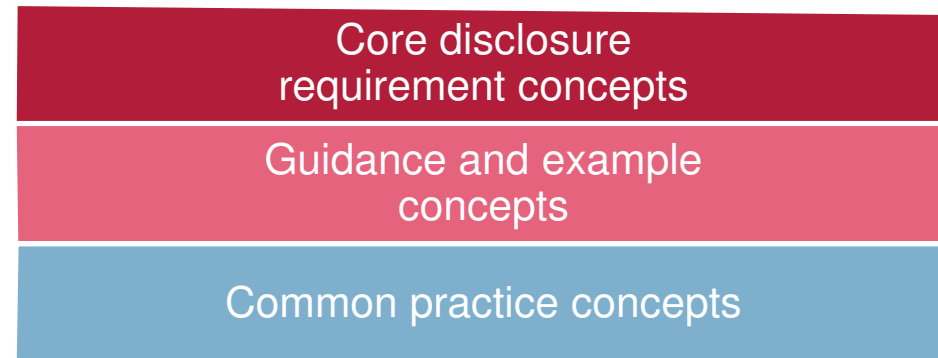 Core disclosure
requirement concepts
Guidance and example
concepts
Common practice concepts